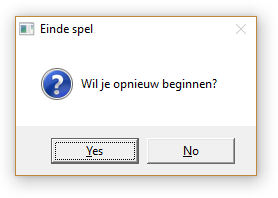 Einde spel
Wil je opnieuw beginnen?
Yes No